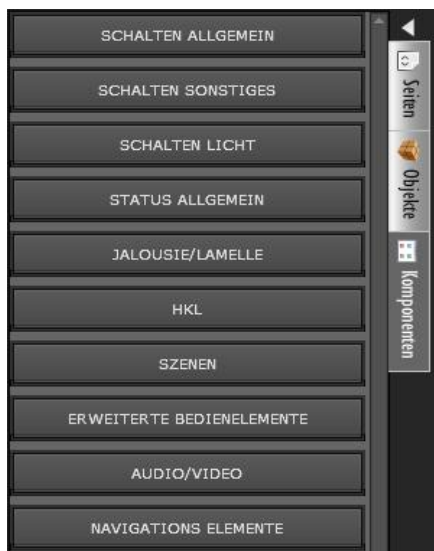 SCHALTEN ALLGEMEIN
SCHALTEN SONSTIGES
SCHALTEN LICHT
STATUS ALLGEMEIN
JALOUSIE/LAMELLE
HKL
SZENEN
ERWEITERTE BEDIENELEMENTE
AUDIO/VIDEO
NAVIGATIONS ELEMENTE
Seiten
Objekte
Komponenten